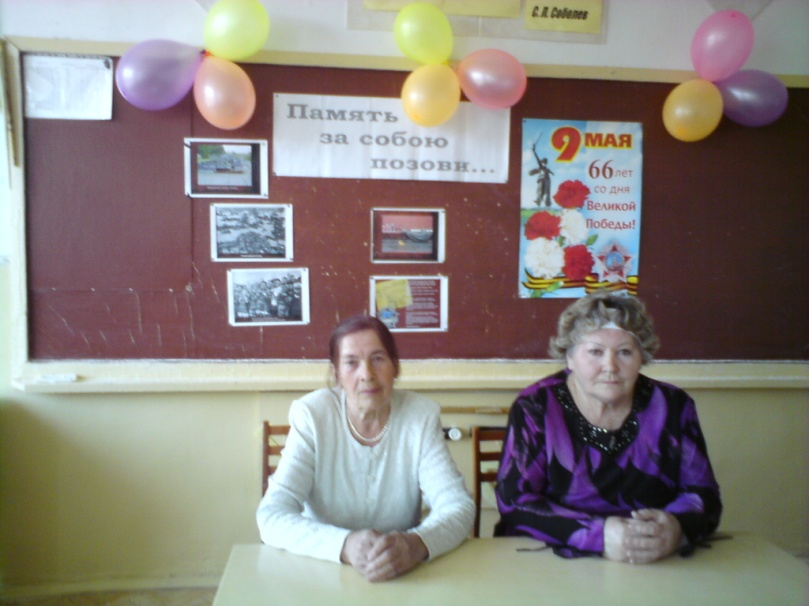 С. Л. Соболев
Память
за собою
позови...
9 МАЯ
66 лет
со дня
Великой
Победы!